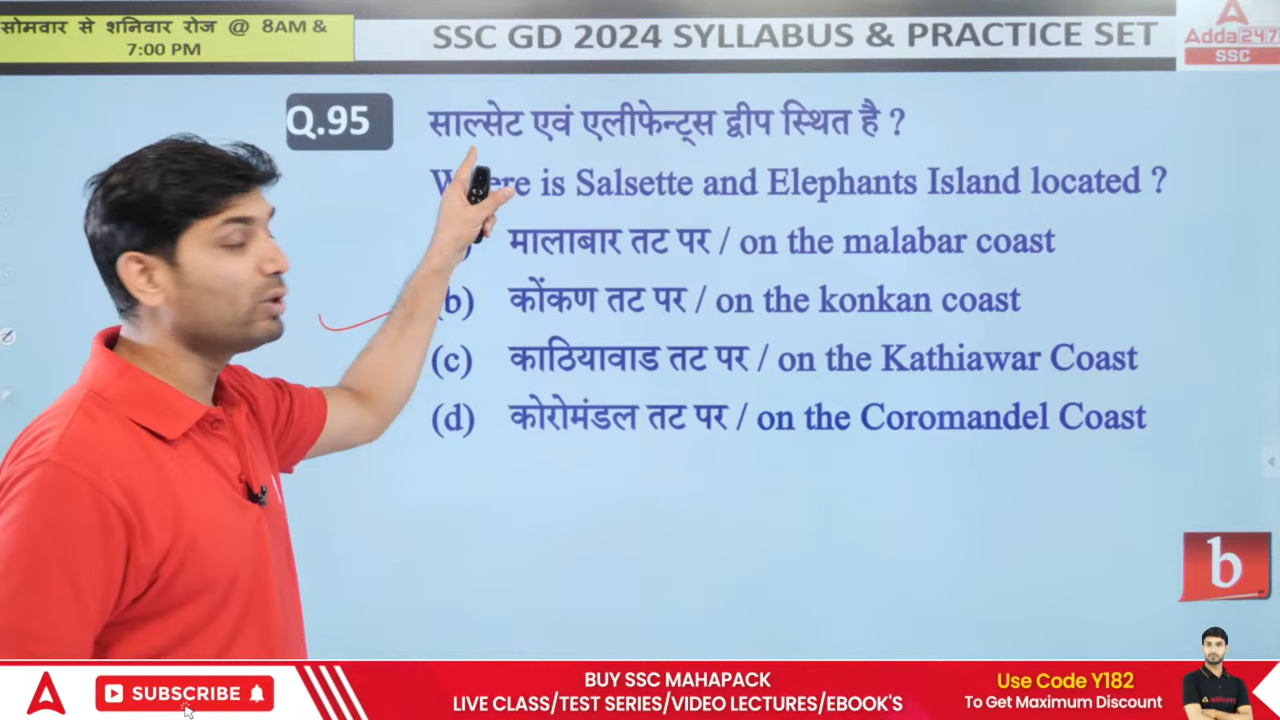 सोमवार से शनिवार रोज @ 8AM &
7:00 PM
SSC GD 2024 SYLLABUS & PRACTICE SET
Adda247
SSC
Q.95 साल्सेट एवं एलीफेन्ट्स द्वीप स्थित है ?
is Salsette and Elephants Island located ?
मालाबार तट पर / on the malabar coast
(b) कोंकण तट पर / on the konkan coast
(c) काठियावाड तट पर / on the Kathiawar Coast
(d) कोरोमंडल तट पर / on the Coromandel Coast
b
SUBSCRIBE
BUY SSC MAHAPACK
LIVE CLASS/TEST SERIES/VIDEO LECTURES/EBOOK'S
Use Code Y182
To Get Maximum Discount